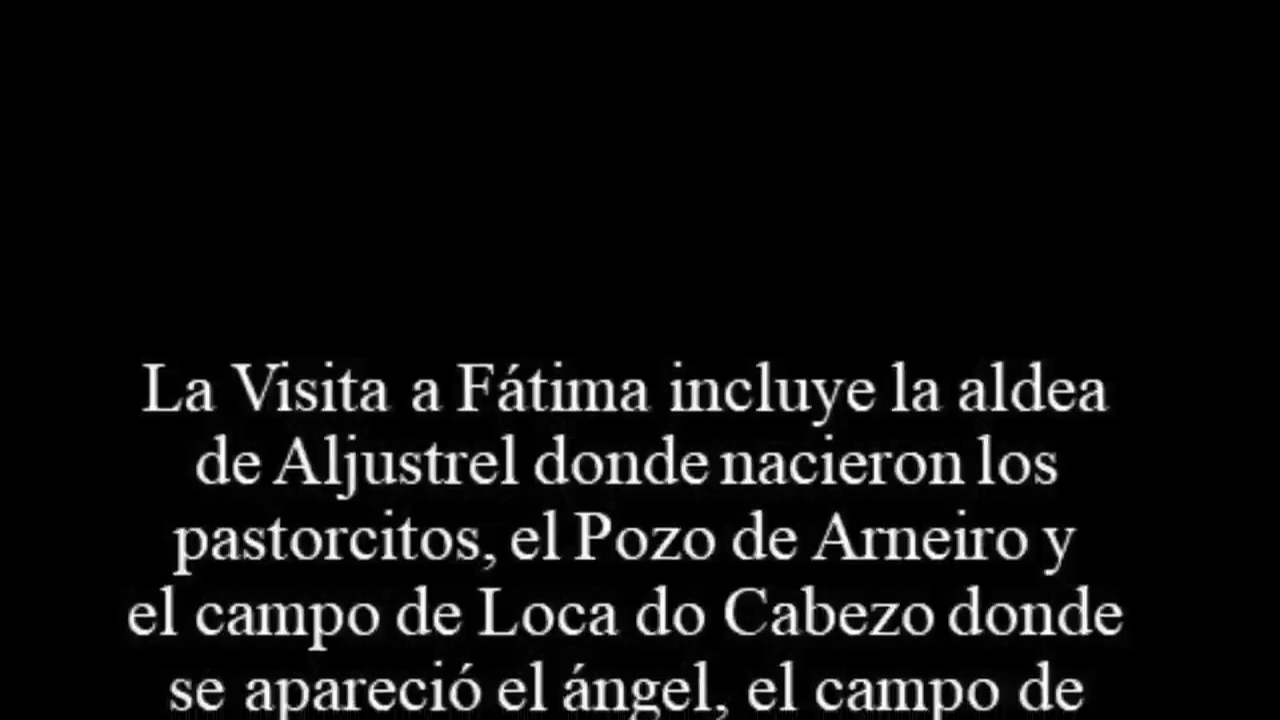 La Visita a Fátima incluye la aldea
de Aljustrel donde nacieron los
pastorcitos, el Pozo de Arneiro y
el campo de Loca do Cabezo donde
se apareció el ángel, el campo de